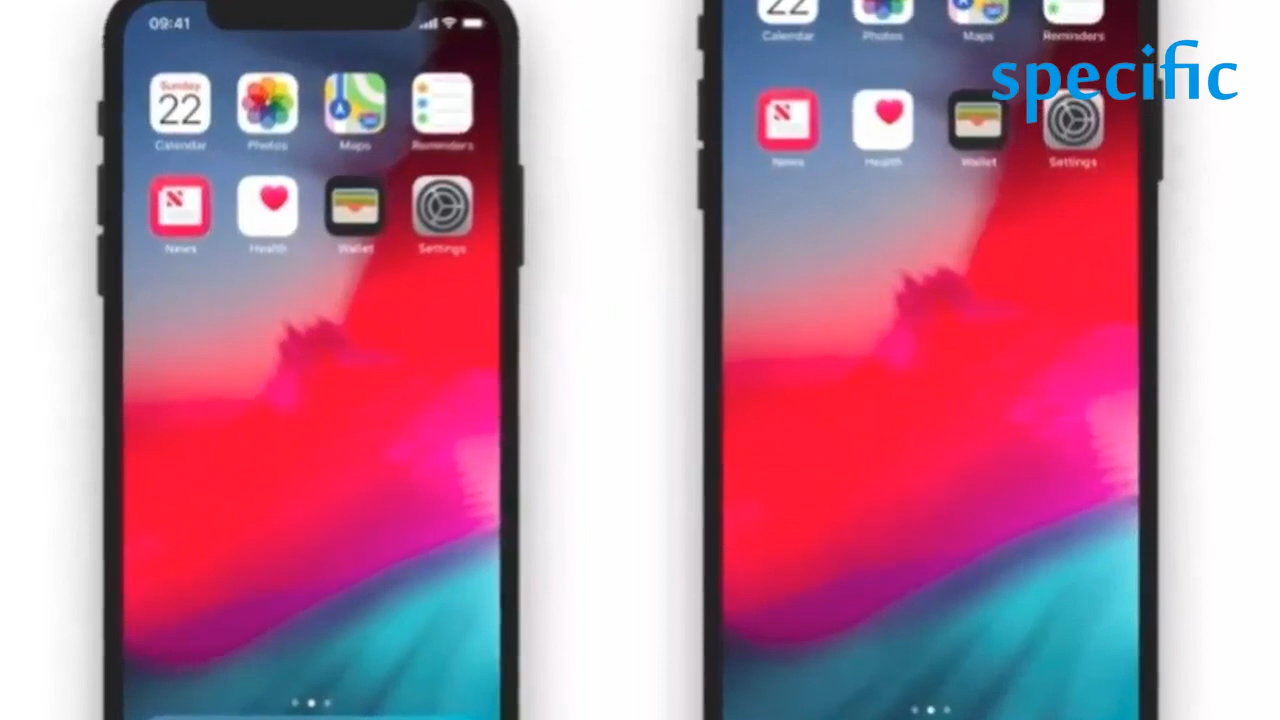 09:41
Sunday
22
Calendar
Photos
Maps
Reminders
News
Health
Wallet
Settings
22
Calendar
Photos
Maps
Reminders
specific
News
Health
Wallet
Settings